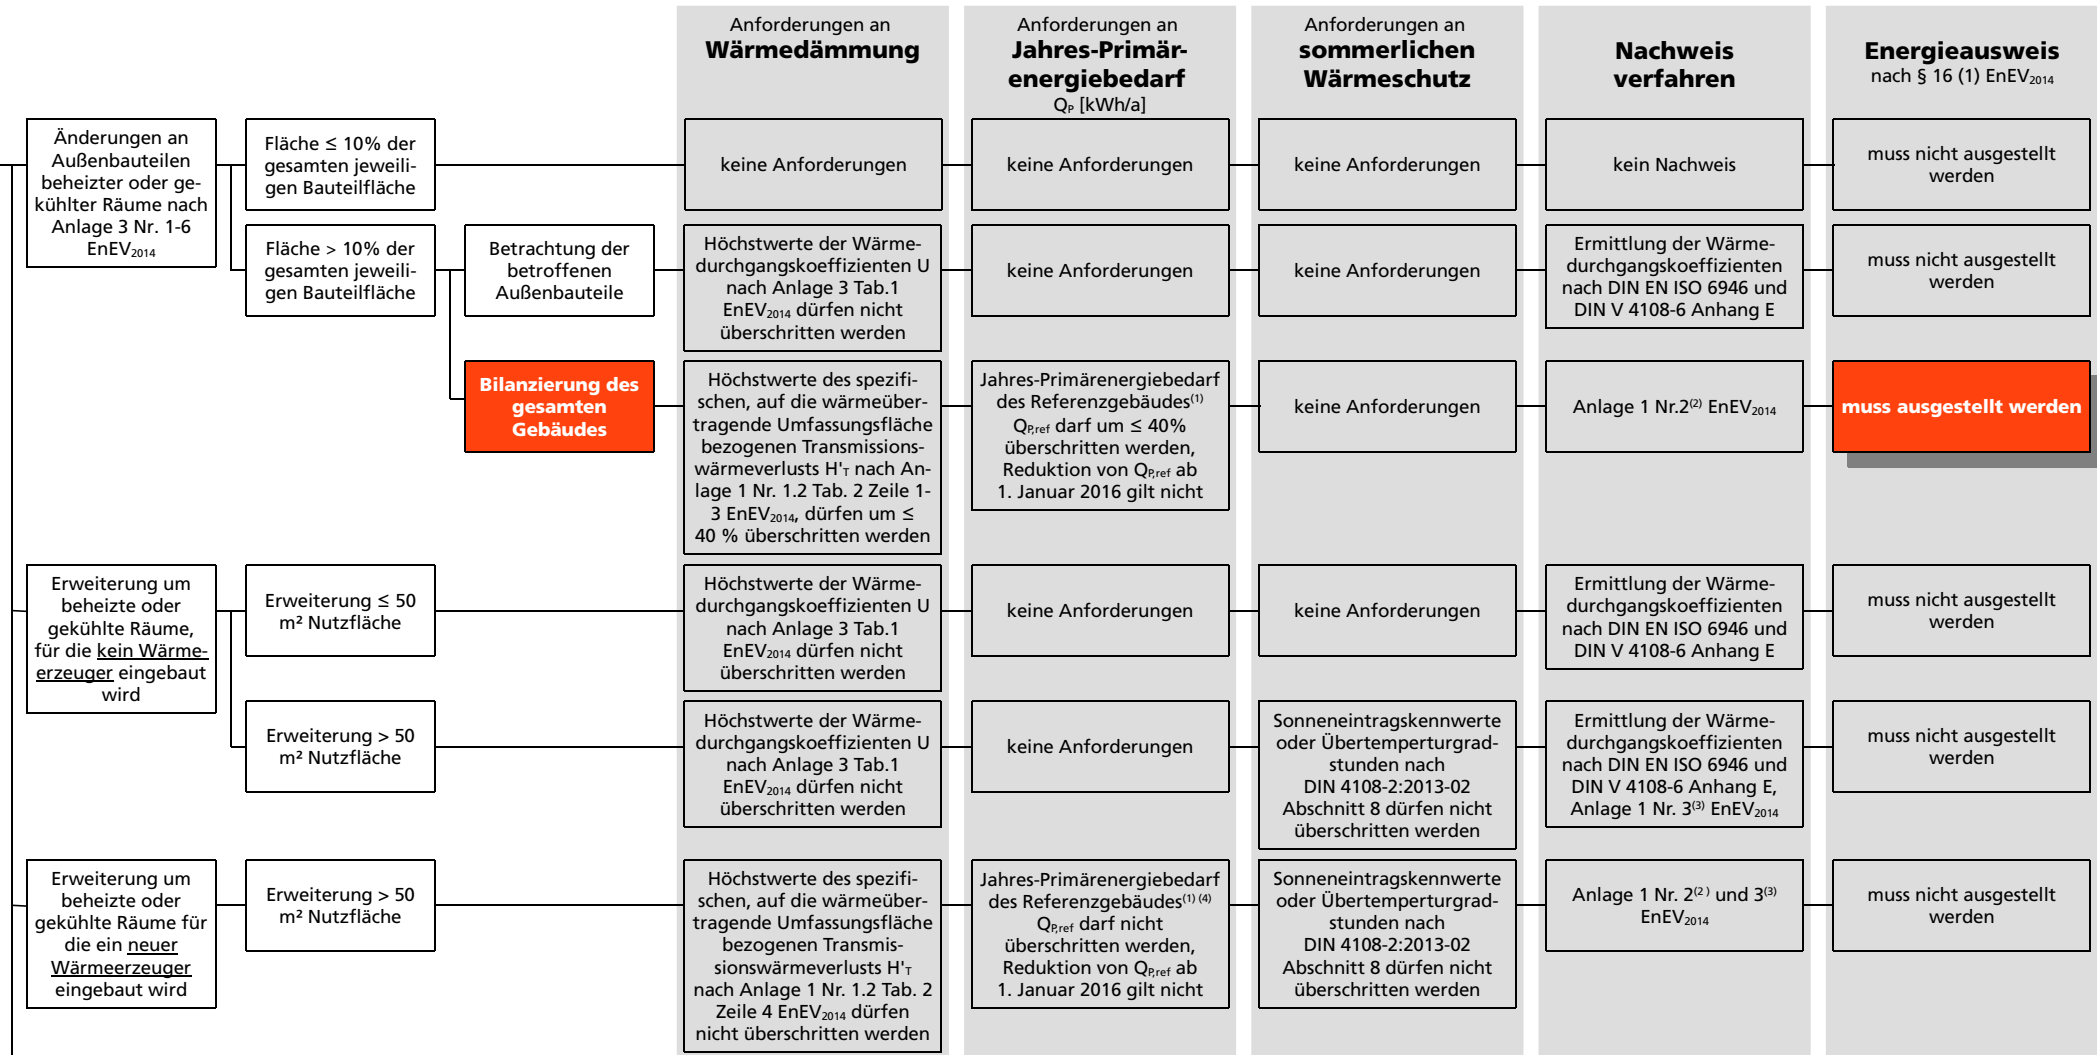 Anforderungen an
Wärmedämmung
Anforderungen an
Jahres-Primär-
energiebedarf
QP [kWh/a]
Anforderungen an
sommerlichen
Wärmeschutz
Nachweis
verfahren
Energieausweis
nach § 16 (1) EnEV2014
Änderungen an
Außenbauteilen
beheizter oder ge-
kühlter Räume nach
Anlage 3 Nr. 1-6
EnEV2014
Fläche ≤ 10% der
gesamten jeweili-
gen Bauteilfläche
keine Anforderungen
keine Anforderungen
keine Anforderungen
kein Nachweis
muss nicht ausgestellt
werden
Fläche > 10% der
gesamten jeweili-
gen Bauteilfläche
Betrachtung der
betroffenen
Außenbauteile
Höchstwerte der Wärme-
durchgangskoeffizienten U
nach Anlage 3 Tab.1
EnEV2014 dürfen nicht
überschritten werden
keine Anforderungen
keine Anforderungen
Ermittlung der Wärme-
durchgangskoeffizienten
nach DIN EN ISO 6946 und
DIN V 4108-6 Anhang E
muss nicht ausgestellt
werden
Bilanzierung des
gesamten
Gebäudes
Höchstwerte des spezifi-
schen, auf die wärmeüber-
tragende Umfassungsfläche
bezogenen Transmissions-
wärmeverlusts H'T nach An-
lage 1 Nr. 1.2 Tab. 2 Zeile 1-
3 EnEV2014, dürfen um ≤
40 % überschritten werden
Jahres-Primärenergiebedarf
des Referenzgebäudes(1)
QP,ref darf um ≤ 40%
überschritten werden,
Reduktion von QP,ref ab
1. Januar 2016 gilt nicht
keine Anforderungen
Anlage 1 Nr.2(2) EnEV2014
muss ausgestellt werden
Erweiterung um
beheizte oder
gekühlte Räume,
für die kein Wärme-
erzeuger eingebaut
wird
Erweiterung ≤ 50
m² Nutzfläche
Höchstwerte der Wärme-
durchgangskoeffizienten U
nach Anlage 3 Tab.1
EnEV2014 dürfen nicht
überschritten werden
keine Anforderungen
keine Anforderungen
Ermittlung der Wärme-
durchgangskoeffizienten
nach DIN EN ISO 6946 und
DIN V 4108-6 Anhang E
muss nicht ausgestellt
werden
Erweiterung > 50
m² Nutzfläche
Höchstwerte der Wärme-
durchgangskoeffizienten U
nach Anlage 3 Tab.1
EnEV2014 dürfen nicht
überschritten werden
keine Anforderungen
Sonneneintragskennwerte
oder Übertemperturgrad-
stunden nach
DIN 4108-2:2013-02
Abschnitt 8 dürfen nicht
überschritten werden
Ermittlung der Wärme-
durchgangskoeffizienten
nach DIN EN ISO 6946 und
DIN V 4108-6 Anhang E,
Anlage 1 Nr. 3(3) EnEV2014
muss nicht ausgestellt
werden
Erweiterung um
beheizte oder
gekühlte Räume für
die ein neuer
Wärmeerzeuger
eingebaut wird
Erweiterung > 50
m² Nutzfläche
Höchstwerte des spezifi-
schen, auf die wärmeüber-
tragende Umfassungsfläche
bezogenen Transmis-
sionswärmeverlusts H'T
nach Anlage 1 Nr. 1.2 Tab. 2
Zeile 4 EnEV2014 dürfen
nicht überschritten werden
Jahres-Primärenergiebedarf
des Referenzgebäudes(1) (4)
QP,ref darf nicht
überschritten werden,
Reduktion von QP,ref ab
1. Januar 2016 gilt nicht
Sonneneintragskennwerte
oder Übertemperturgrad-
stunden nach
DIN 4108-2:2013-02
Abschnitt 8 dürfen nicht
überschritten werden
Anlage 1 Nr. 2(2 ) und 3(3)
EnEV2014
muss nicht ausgestellt
werden